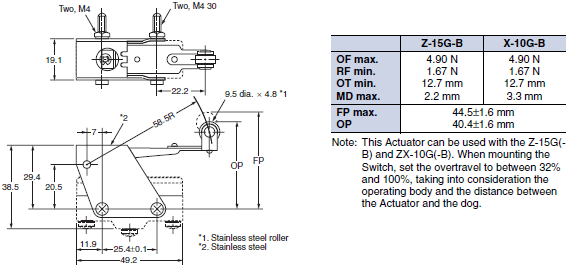 Two, M4
Two, M4 30
19.1
22.2
9.5 dia. × 4.8 *1
*2
58.5R
7
OP
FP
38.5
29.4
20.5
11.9
25.4±0.1
49.2
*1. Stainless steel roller
*2. Stainless steel
Z-15G-B X-10G-B
OF max. 4.90 N 4.90 N
RF min. 1.67 N 1.67 N
OT min. 12.7 mm 12.7 mm
MD max. 2.2 mm 3.3 mm
FP max. 44.5±1.6 mm
OP 40.4±1.6 mm
Note: This Actuator can be used with the Z-15G(-
B) and ZX-10G(-B). When mounting the
Switch, set the overtravel to between 32%
and 100%, taking into consideration the
operating body and the distance between
the Actuator and the dog.